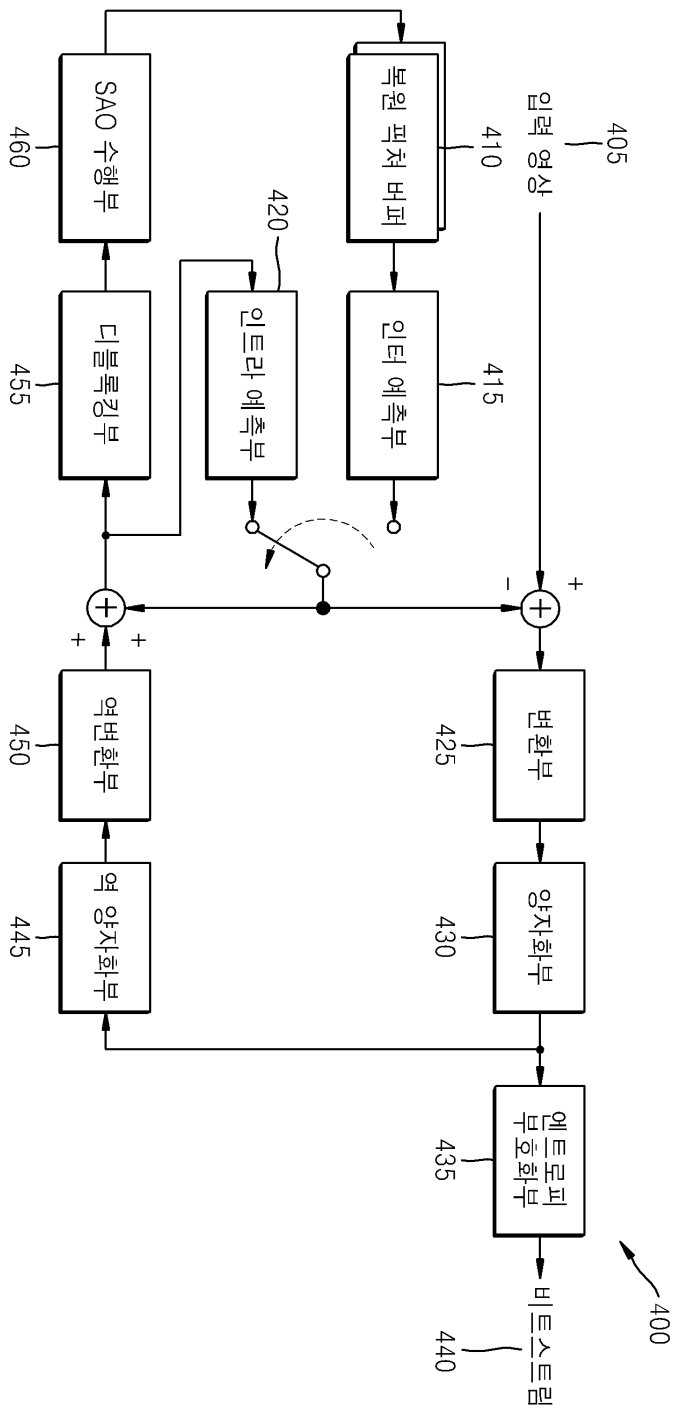 400
405
입력 영상
+
−
+
변환부
425
양자화부
430
엔트로피
부호화부
435
비트스트림
440
410
복원 픽쳐 버퍼
인터 예측부
415
420
인트라 예측부
SAO 수행부
460
디블록킹부
455
+
+
+
역변환부
450
역 양자화부
445